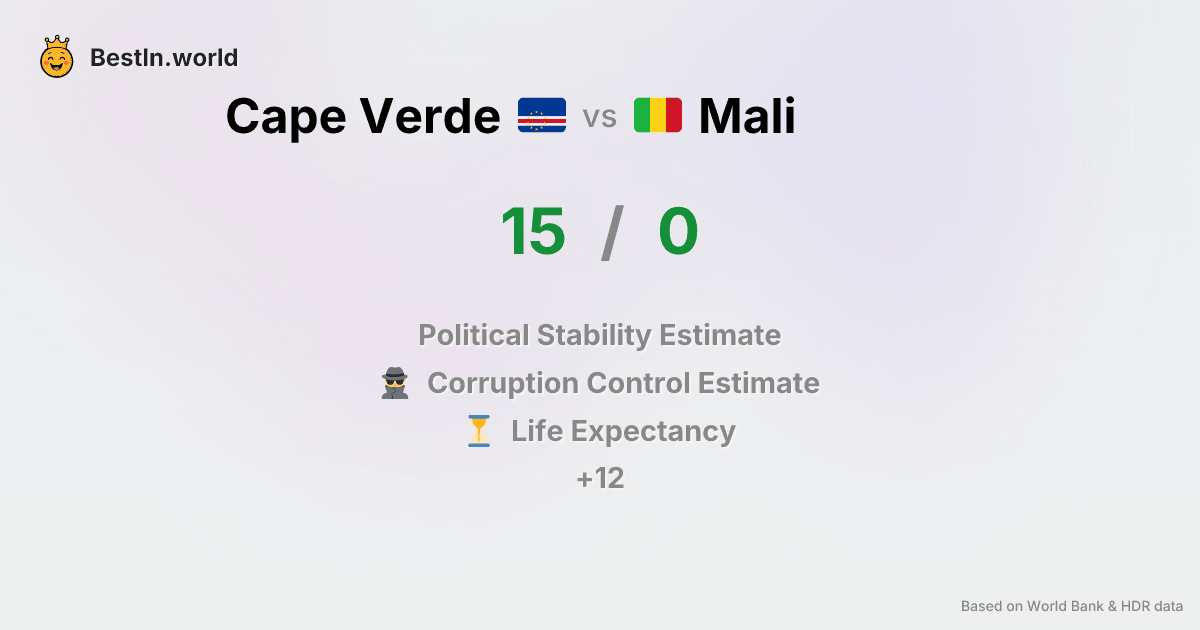 BestIn.world
Cape Verde vs Mali
15 / 0
Political Stability Estimate
Corruption Control Estimate
Life Expectancy
+12
Based on World Bank & HDR data